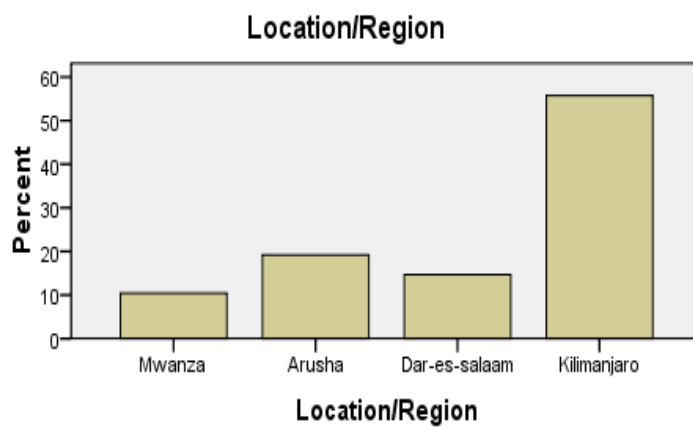 Location/Region
60
50
40
30
20
10
0
Percent
Mwanza
Arusha
Dar-es-salaam
Kilimanjaro
Location/Region